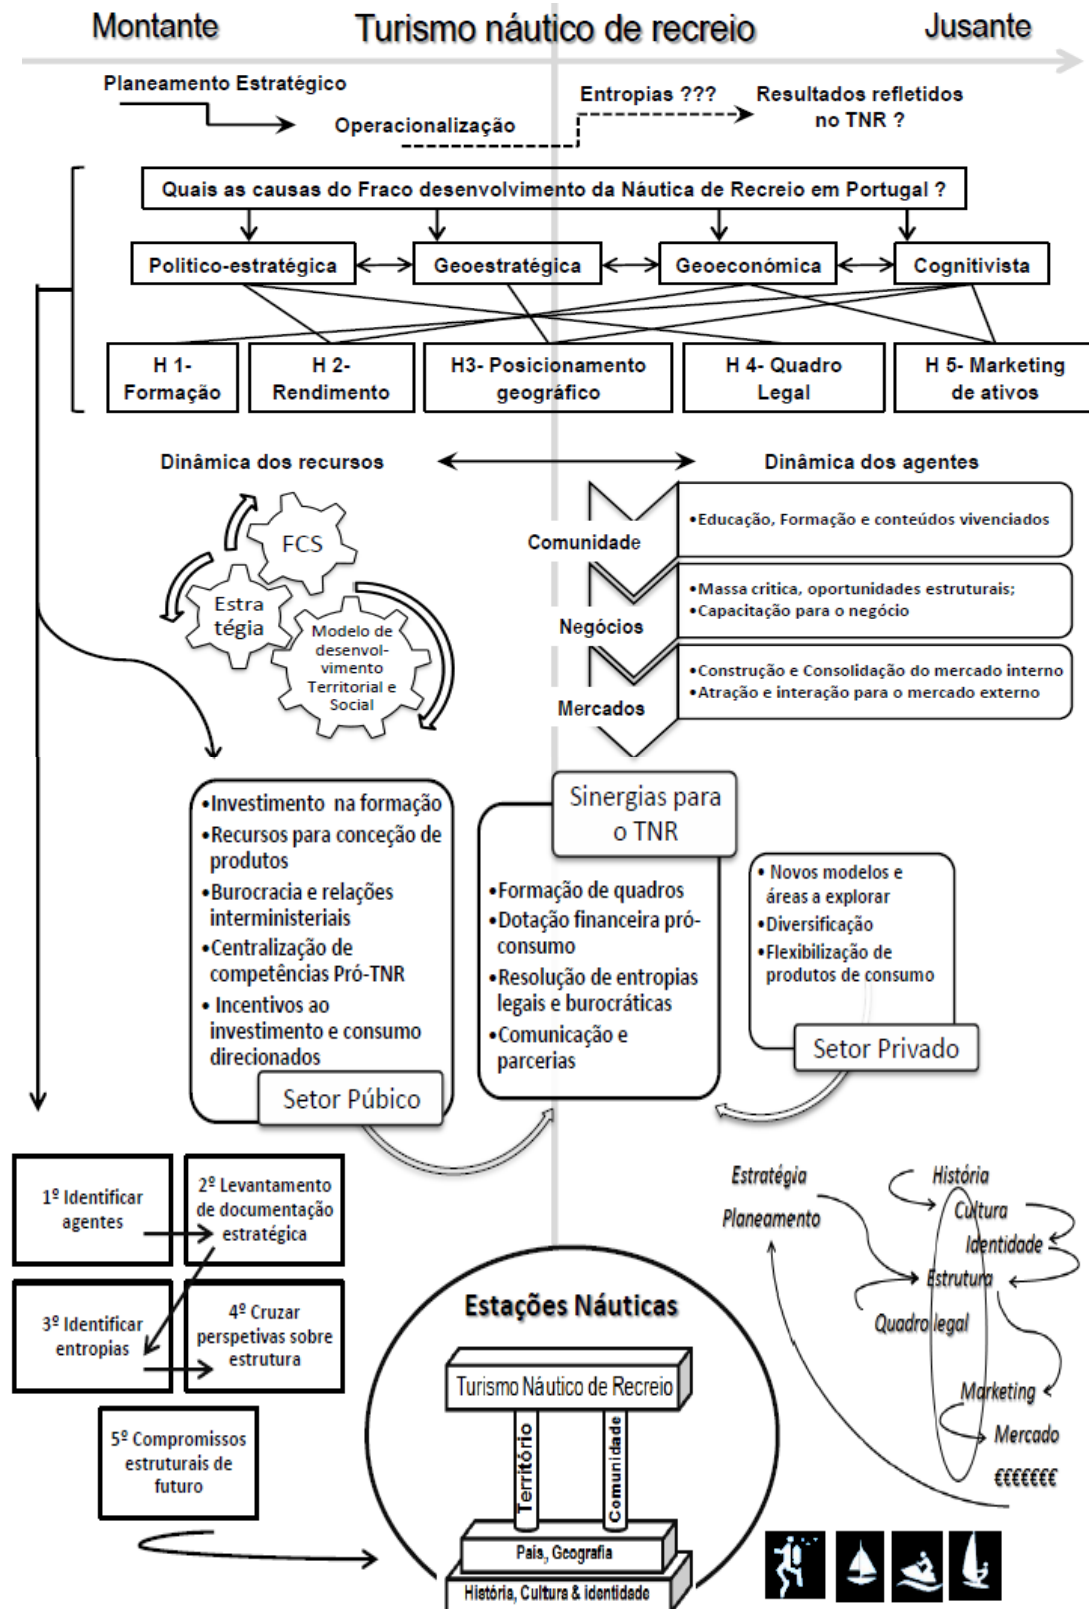 Montante
Turismo náutico de recreio
Jusante
Planeamento Estratégico
Operacionalização
Entropias ???
Resultados refletidos
no TNR ?
Quais as causas do Fraco desenvolvimento da Náutica de Recreio em Portugal ?
Politico-estratégica
Geoestratégica
Geoeconómica
Cognitivista
H 1-
Formação
H 2-
Rendimento
H3- Posicionamento
geográfico
H 4- Quadro
Legal
H 5- Marketing
de ativos
Dinâmica dos recursos
Dinâmica dos agentes
FCS
Estra
tégia
Modelo de
desenvol-
vimento
Territorial e
Social
Comunidade
•Educação, Formação e conteúdos vivenciados
Negócios
•Massa critica, oportunidades estruturais;
•Capacitação para o negócio
Mercados
•Construção e Consolidação do mercado interno
•Atração e interação para o mercado externo
•Investimento na formação
•Recursos para conceção de
produtos
•Burocracia e relações
interministeriais
•Centralização de
competências Pró-TNR
• Incentivos ao
investimento e consumo
direcionados
Setor Púbico
Sinergias para
o TNR
•Formação de quadros
•Dotação financeira pró-
consumo
•Resolução de entropias
legais e burocráticas
•Comunicação e
parcerias
• Novos modelos e
áreas a explorar
•Diversificação
•Flexibilização de
produtos de consumo
Setor Privado
1º Identificar
agentes
2º Levantamento
de documentação
estratégica
3º Identificar
entropias
4º Cruzar
perspetivas sobre
estrutura
5º Compromissos
estruturais de
futuro
Estações Náuticas
Turismo Náutico de Recreio
Território
Comunidade
País, Geografia
História, Cultura & identidade
Estratégia
Planeamento
História
Cultura
Identidade
Estrutura
Quadro legal
Marketing
Mercado
€€€€€€€